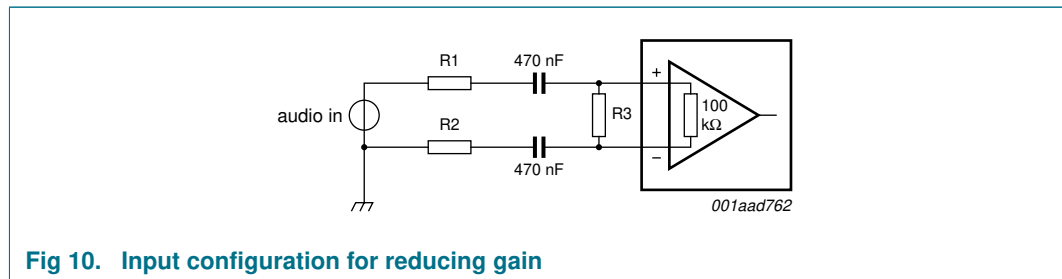 R1
470 nF
audio in
R2
470 nF
R3
+
100
kΩ
−
001aad762
Fig 10. Input configuration for reducing gain